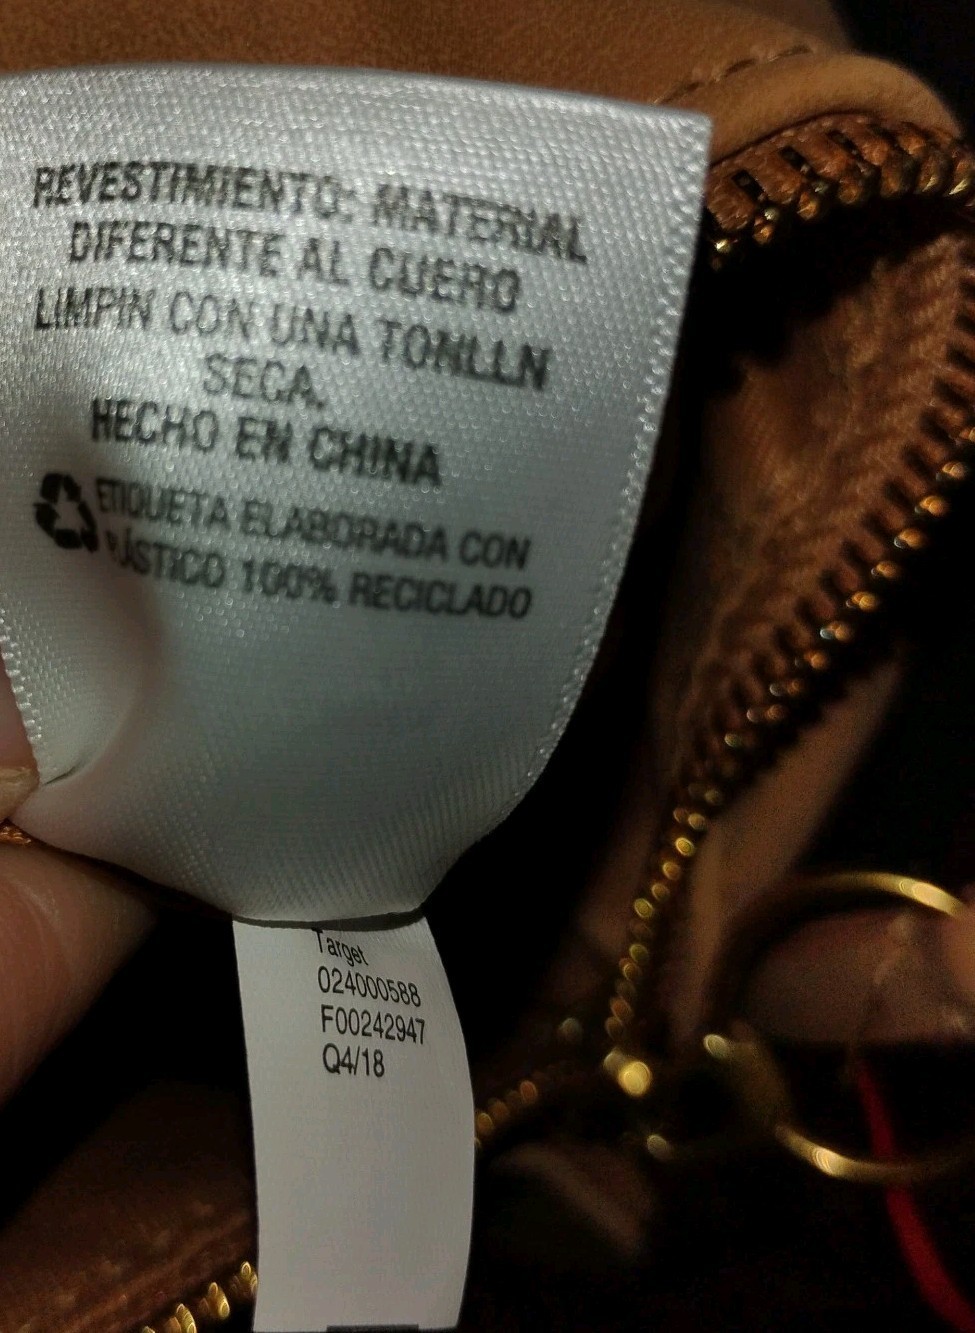 REVESTIMIENTO: MATERIAL
DIFERENTE AL CUERO
LIMPIN CON UNA TONLLN
SECA.
HECHO EN CHINA
ETIQUETA ELABORADA CON
PLÁSTICO 100% RECICLADO
Target
024000588
F00242947
Q4/18